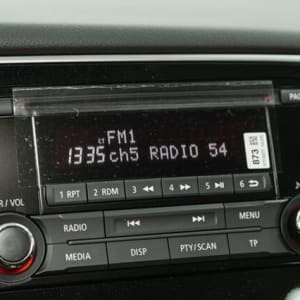 FM1
1335 ch5 RADIO 54
873
1 RPT 2 RDM 3 ◀◀ 4 ▶▶ 5 ▶II 6
/ VOL
RADIO
MENU
MEDIA DISP PTY/SCAN TP